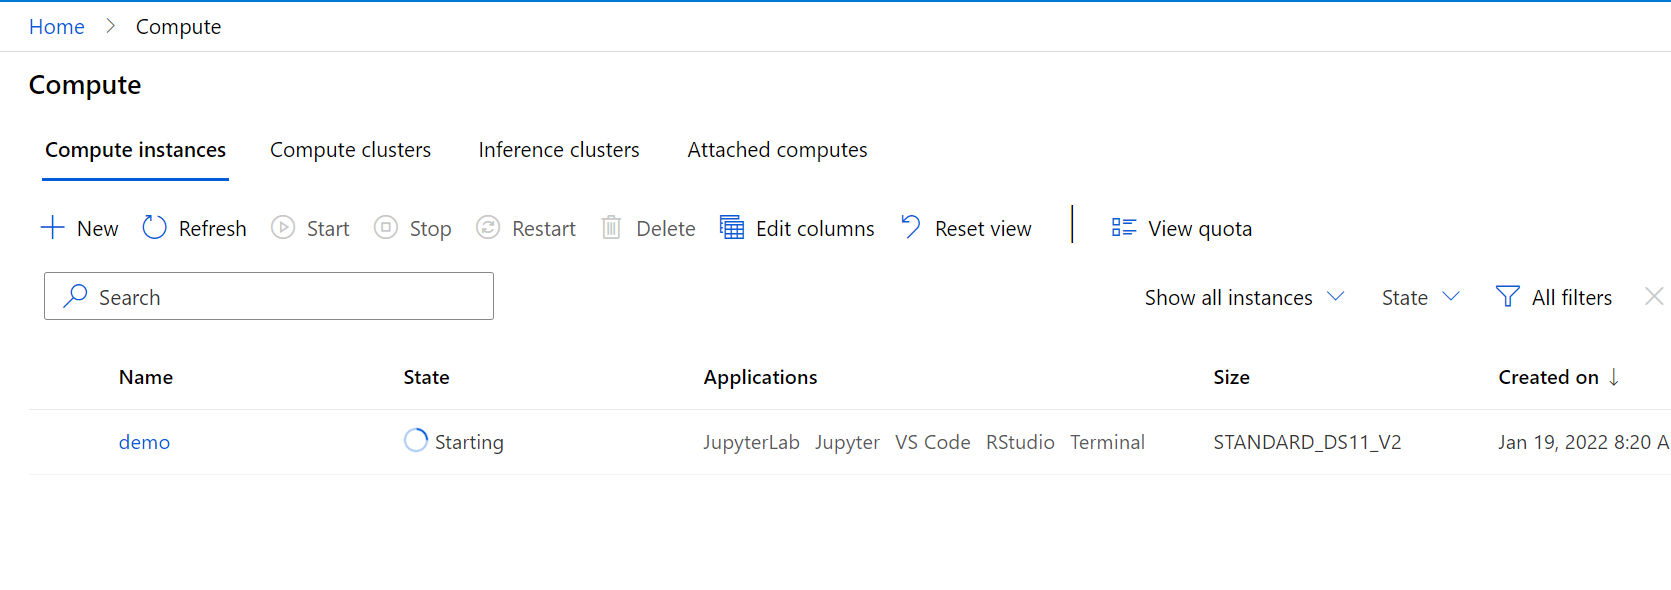 Home > Compute
Compute
Compute instances Compute clusters Inference clusters Attached computes
New Refresh Start Stop Restart Delete Edit columns Reset view View quota
Search Show all instances State All filters
Name State Applications Size Created on ↓
demo Starting JupyterLab Jupyter VS Code RStudio Terminal STANDARD_DS11_V2 Jan 19, 2022 8:20 A